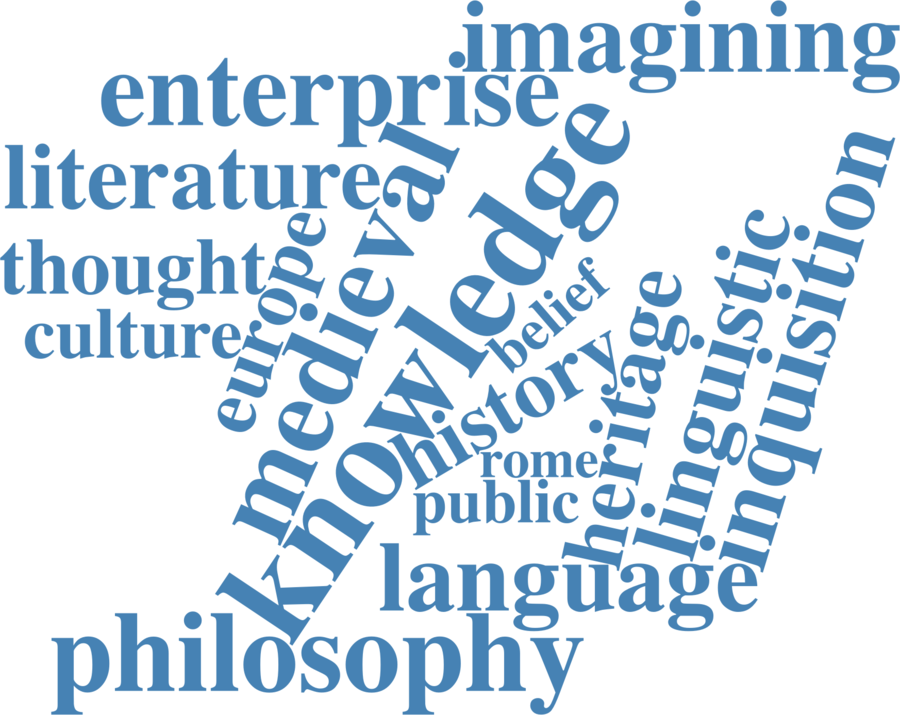 imagining
enterprise
literature
medieval
knowledge
thought
europe
culture
belief
history
heritage
linguistic
inquisition
rome
public
language
philosophy